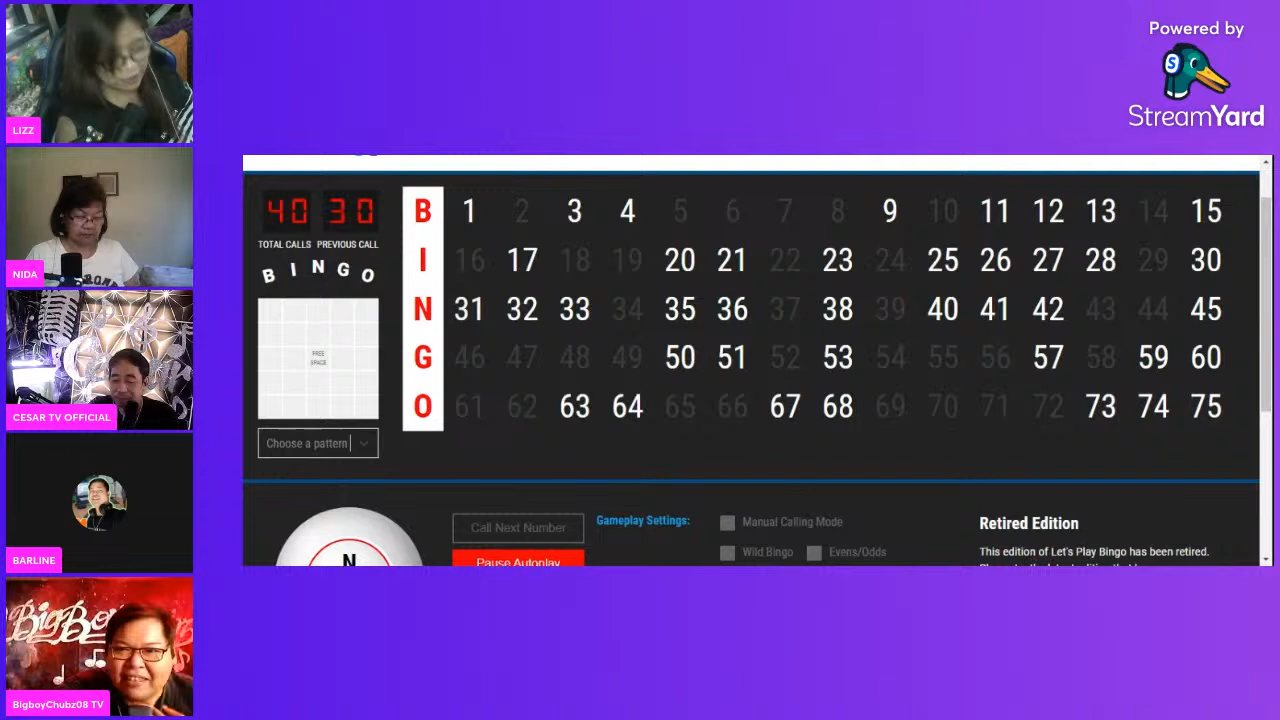 Powered by
StreamYard
LIZZ
NIDA
CESAR TV OFFICIAL
BARLINE
BigBoy
BigboyChubz08 TV
40 30
TOTAL CALLS PREVIOUS CALL
B I N G O
FREE SPACE
Choose a pattern
B 1 2 3 4 5 6 7 8 9 10 11 12 13 14 15
I 16 17 18 19 20 21 22 23 24 25 26 27 28 29 30
N 31 32 33 34 35 36 37 38 39 40 41 42 43 44 45
G 46 47 48 49 50 51 52 53 54 55 56 57 58 59 60
O 61 62 63 64 65 66 67 68 69 70 71 72 73 74 75
N
Call Next Number
Pause Autoplay
Gameplay Settings:
Manual Calling Mode
Wild Bingo Evens/Odds
Retired Edition
This edition of Let's Play Bingo has been retired.